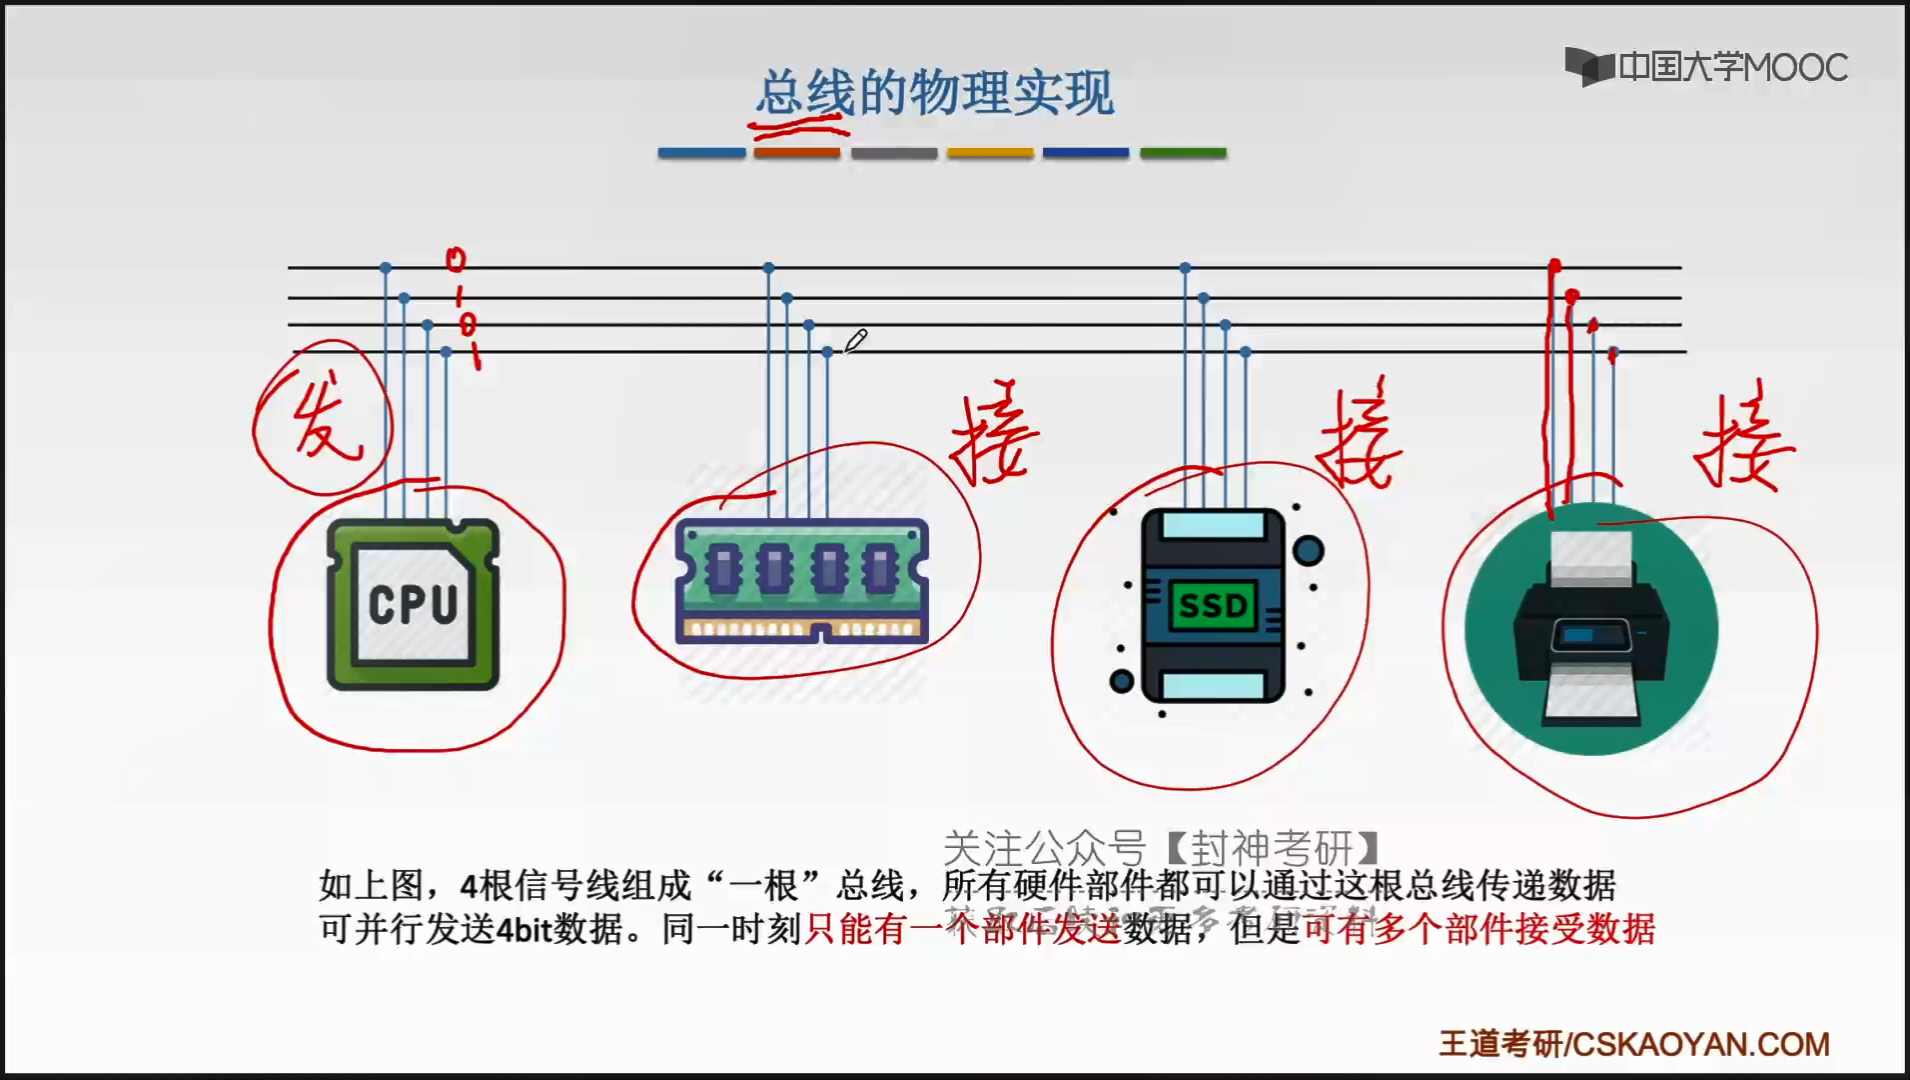 总线的物理实现
中国大学MOOC
0
1
0
1
发
接
接
接
CPU
SSD
关注公众号【封神考研】
如上图，4根信号线组成“一根”总线，所有硬件部件都可以通过这根总线传递数据
可并行发送4bit数据。同一时刻只能有一个部件发送数据，但是可有多个部件接受数据
王道考研/CSKAOYAN.COM